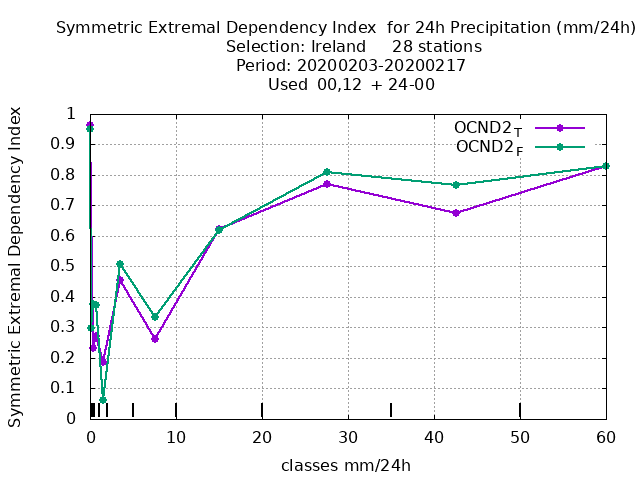 Symmetric Extremal Dependency Index  for 24h Precipitation (mm/24h)
Selection: Ireland     28 stations
Period: 20200203-20200217
Used  00,12  + 24-00
Symmetric Extremal Dependency Index
1
0.9
0.8
0.7
0.6
0.5
0.4
0.3
0.2
0.1
0
OCND2T
OCND2F
0 10 20 30 40 50 60
classes mm/24h